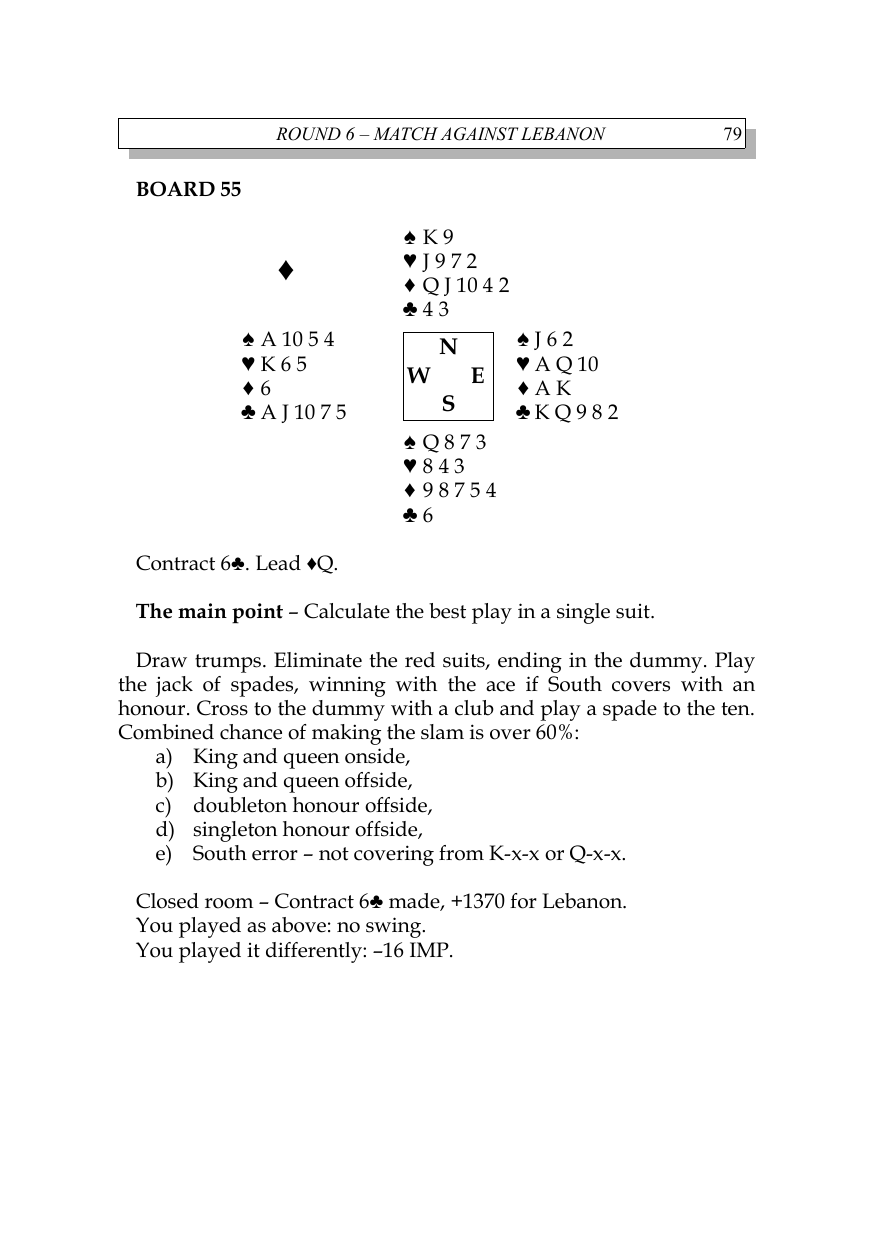 ROUND 6 – MATCH AGAINST LEBANON 79
BOARD 55
♠ K 9
♦ ♥ J 9 7 2
♦ Q J 10 4 2
♣ 4 3
♠ A 10 5 4 N ♠ J 6 2
♥ K 6 5 W E ♥ A Q 10
♦ 6 ♦ A K
♣ A J 10 7 5 S ♣ K Q 9 8 2
♠ Q 8 7 3
♥ 8 4 3
♦ 9 8 7 5 4
♣ 6
Contract 6♣. Lead ♦Q.
The main point – Calculate the best play in a single suit.
Draw trumps. Eliminate the red suits, ending in the dummy. Play
the jack of spades, winning with the ace if South covers with an
honour. Cross to the dummy with a club and play a spade to the ten.
Combined chance of making the slam is over 60%:
a) King and queen onside,
b) King and queen offside,
c) doubleton honour offside,
d) singleton honour offside,
e) South error – not covering from K-x-x or Q-x-x.
Closed room – Contract 6♣ made, +1370 for Lebanon.
You played as above: no swing.
You played it differently: –16 IMP.